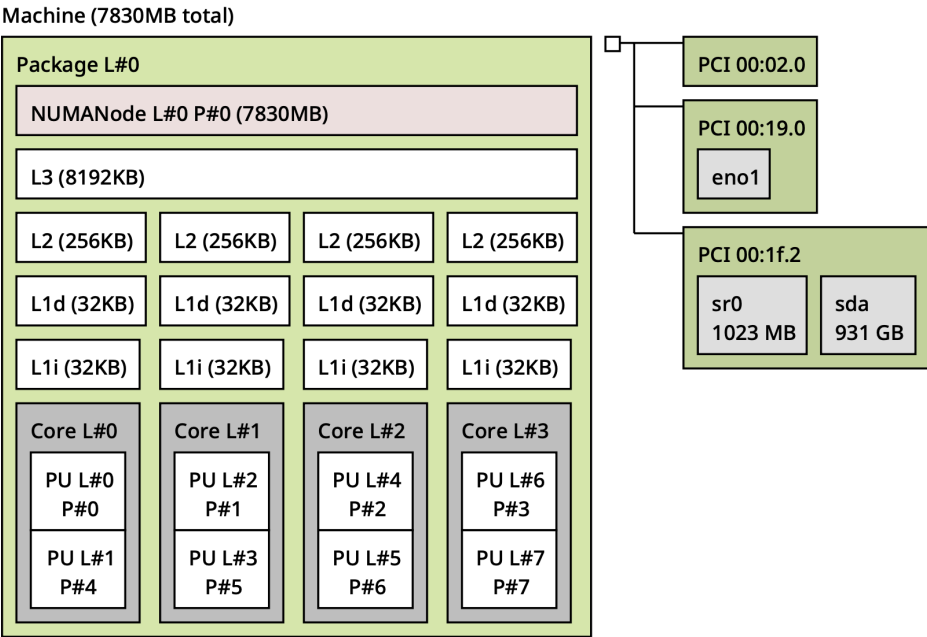 Machine (7830MB total)
Package L#0
NUMANode L#0 P#0 (7830MB)
L3 (8192KB)
L2 (256KB) L2 (256KB) L2 (256KB) L2 (256KB)
L1d (32KB) L1d (32KB) L1d (32KB) L1d (32KB)
L1i (32KB) L1i (32KB) L1i (32KB) L1i (32KB)
Core L#0 Core L#1 Core L#2 Core L#3
PU L#0 PU L#2 PU L#4 PU L#6
P#0 P#1 P#2 P#3
PU L#1 PU L#3 PU L#5 PU L#7
P#4 P#5 P#6 P#7
PCI 00:02.0
PCI 00:19.0
eno1
PCI 00:1f.2
sr0 sda
1023 MB 931 GB